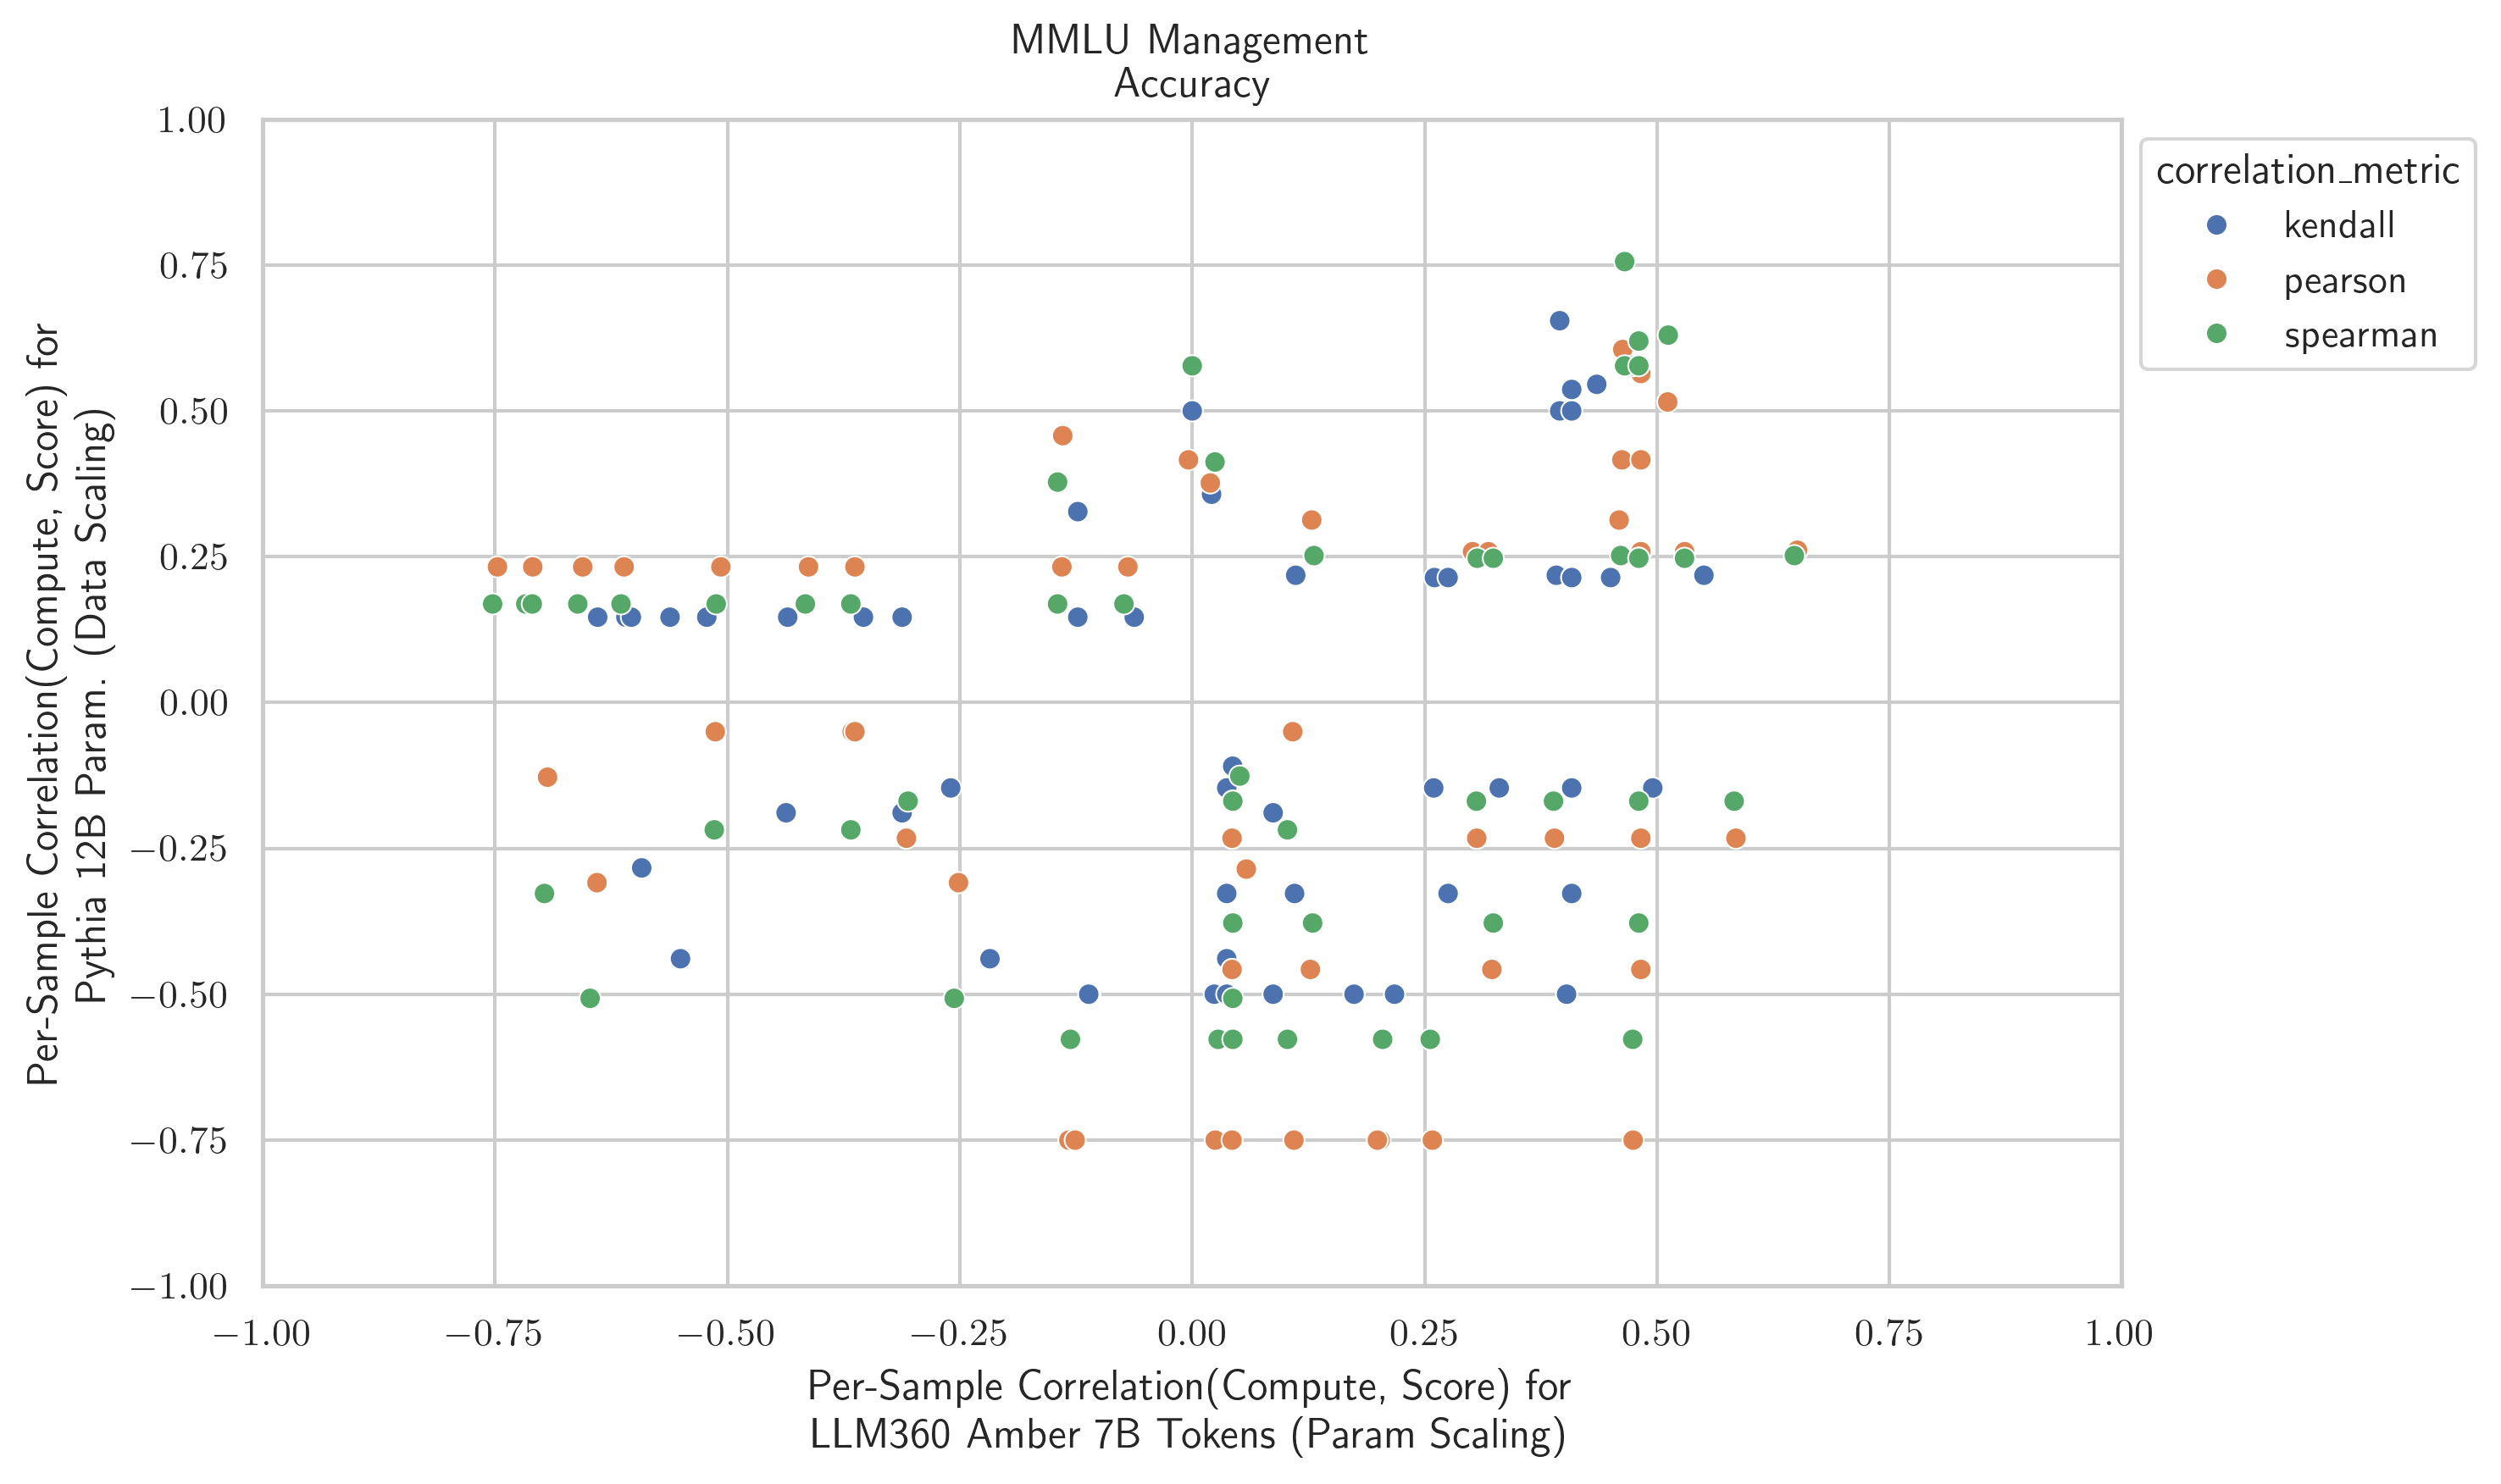 MMLU Management
Accuracy
Per-Sample Correlation(Compute, Score) for
Pythia 12B Param. (Data Scaling)
1.00
0.75
0.50
0.25
0.00
−0.25
−0.50
−0.75
−1.00
−1.00 −0.75 −0.50 −0.25 0.00 0.25 0.50 0.75 1.00
Per-Sample Correlation(Compute, Score) for
LLM360 Amber 7B Tokens (Param Scaling)
correlation_metric
kendall
pearson
spearman